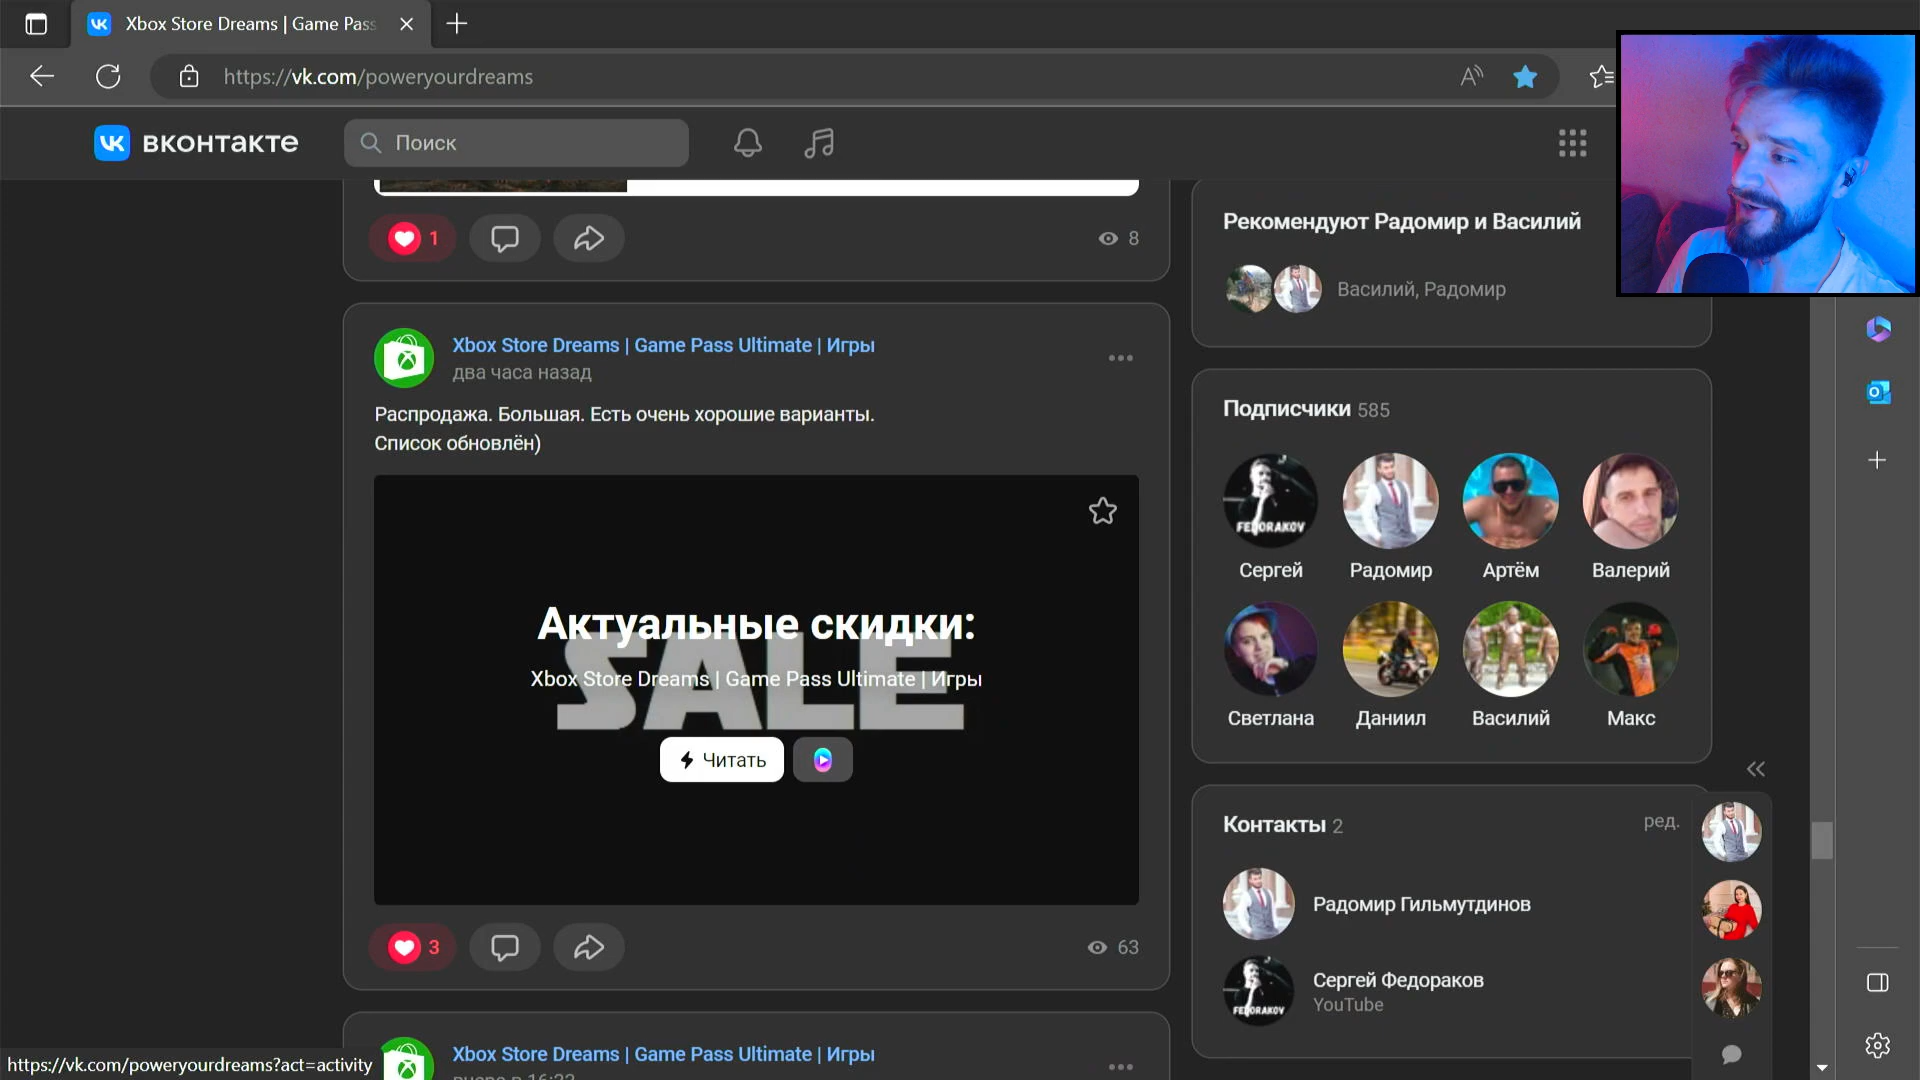 Xbox Store Dreams | Game Pass
https://vk.com/poweryourdreams
вконтакте
Поиск
1
8
Xbox Store Dreams | Game Pass Ultimate | Игры
два часа назад
Распродажа. Большая. Есть очень хорошие варианты.
Список обновлён)
Актуальные скидки:
SALE
Xbox Store Dreams | Game Pass Ultimate | Игры
Читать
3
63
Xbox Store Dreams | Game Pass Ultimate | Игры
https://vk.com/poweryourdreams?act=activity
Рекомендуют Радомир и Василий
Василий, Радомир
Подписчики 585
FEDORAKOV
Сергей
Радомир
Артём
Валерий
Светлана
Даниил
Василий
Макс
Контакты 2
ред.
Радомир Гильмутдинов
FEDORAKOV
Сергей Федораков
YouTube